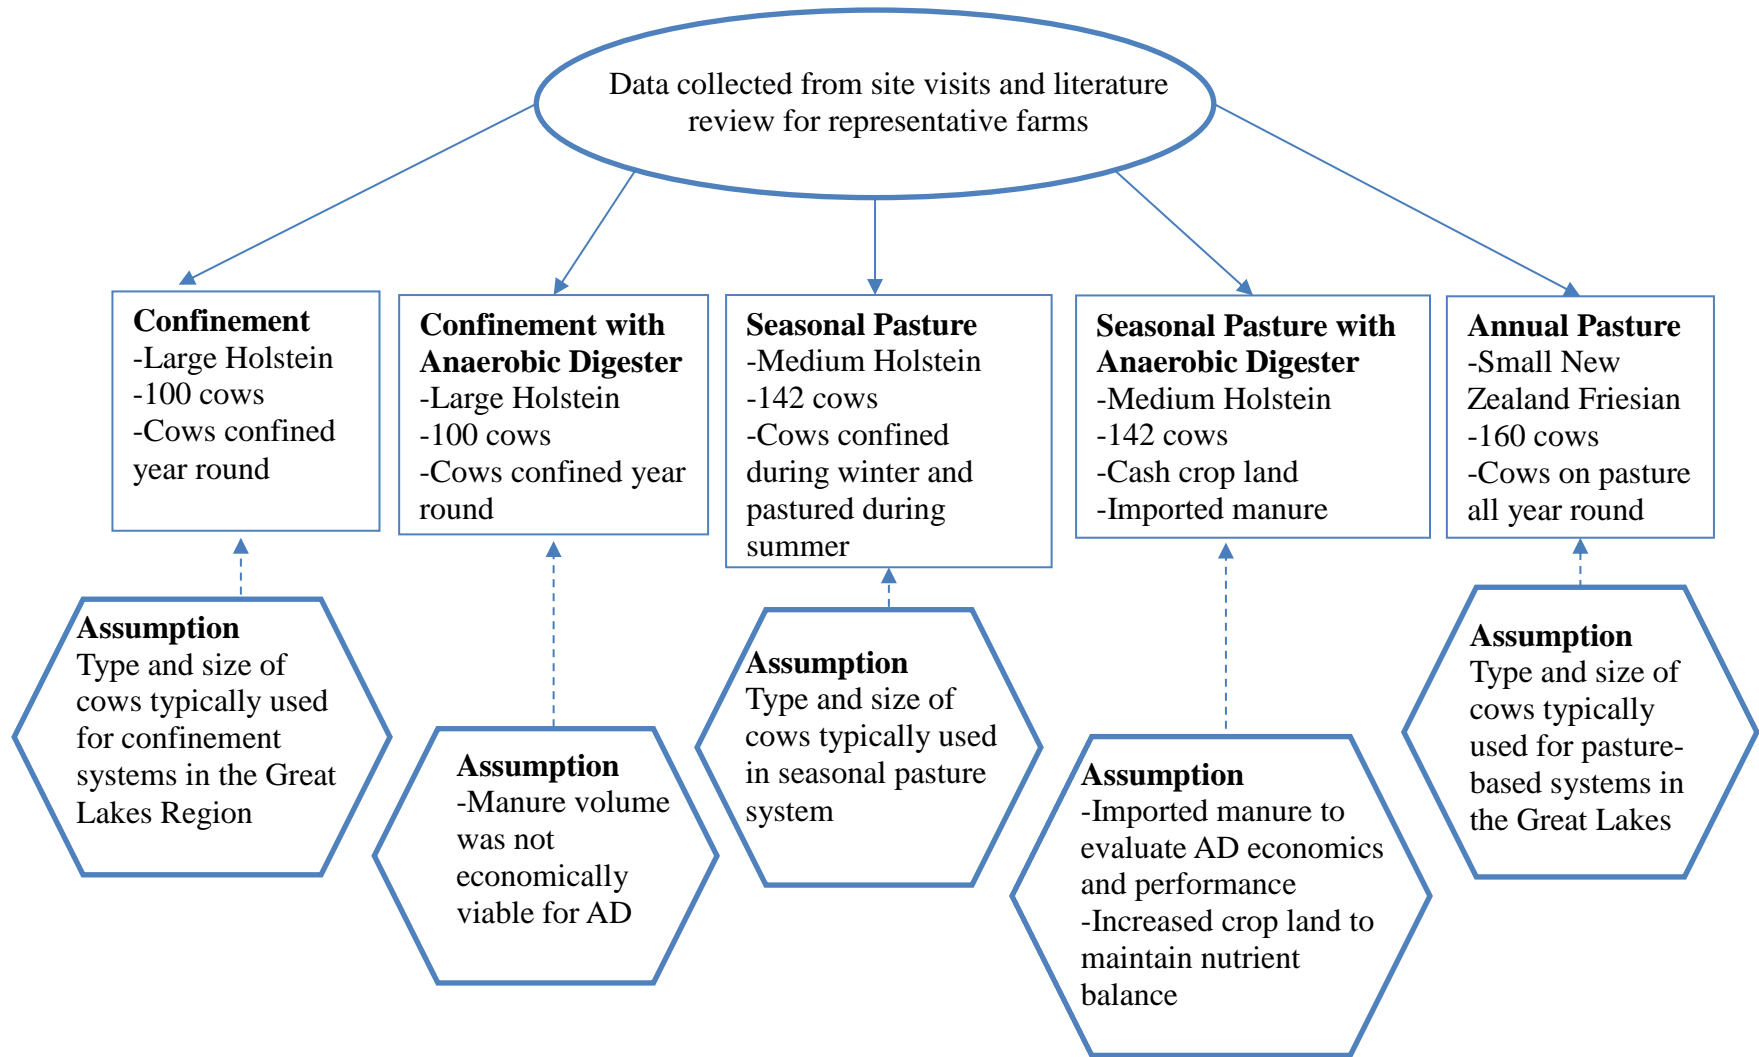 Data collected from site visits and literature
review for representative farms
Confinement
-Large Holstein
-100 cows
-Cows confined
year round
Confinement with
Anaerobic Digester
-Large Holstein
-100 cows
-Cows confined year
round
Seasonal Pasture
-Medium Holstein
-142 cows
-Cows confined
during winter and
pastured during
summer
Seasonal Pasture with
Anaerobic Digester
-Medium Holstein
-142 cows
-Cash crop land
-Imported manure
Annual Pasture
-Small New
Zealand Friesian
-160 cows
-Cows on pasture
all year round
Assumption
Type and size of
cows typically used
for confinement
systems in the Great
Lakes Region
Assumption
-Manure volume
was not
economically
viable for AD
Assumption
Type and size of
cows typically used
in seasonal pasture
system
Assumption
-Imported manure to
evaluate AD economics
and performance
-Increased crop land to
maintain nutrient
balance
Assumption
Type and size of
cows typically
used for pasture-
based systems in
the Great Lakes